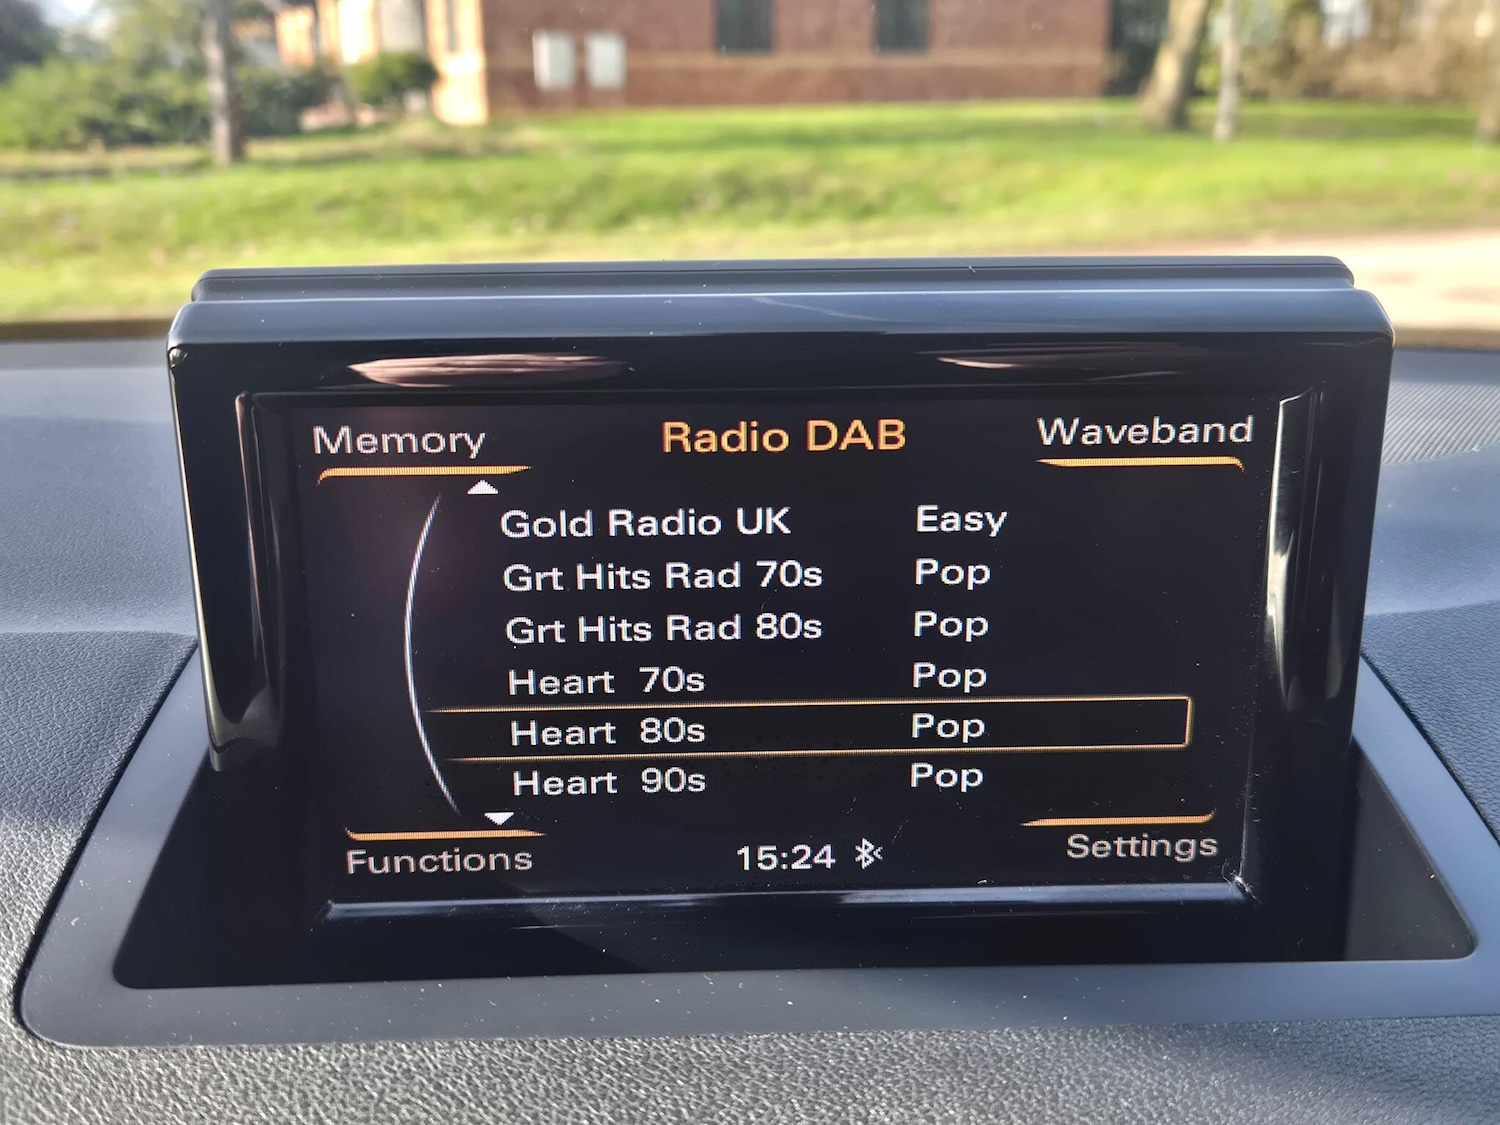 Memory Radio DAB Waveband
Gold Radio UK Easy
Grt Hits Rad 70s Pop
Grt Hits Rad 80s Pop
Heart 70s Pop
Heart 80s Pop
Heart 90s Pop
Functions 15:24 Settings